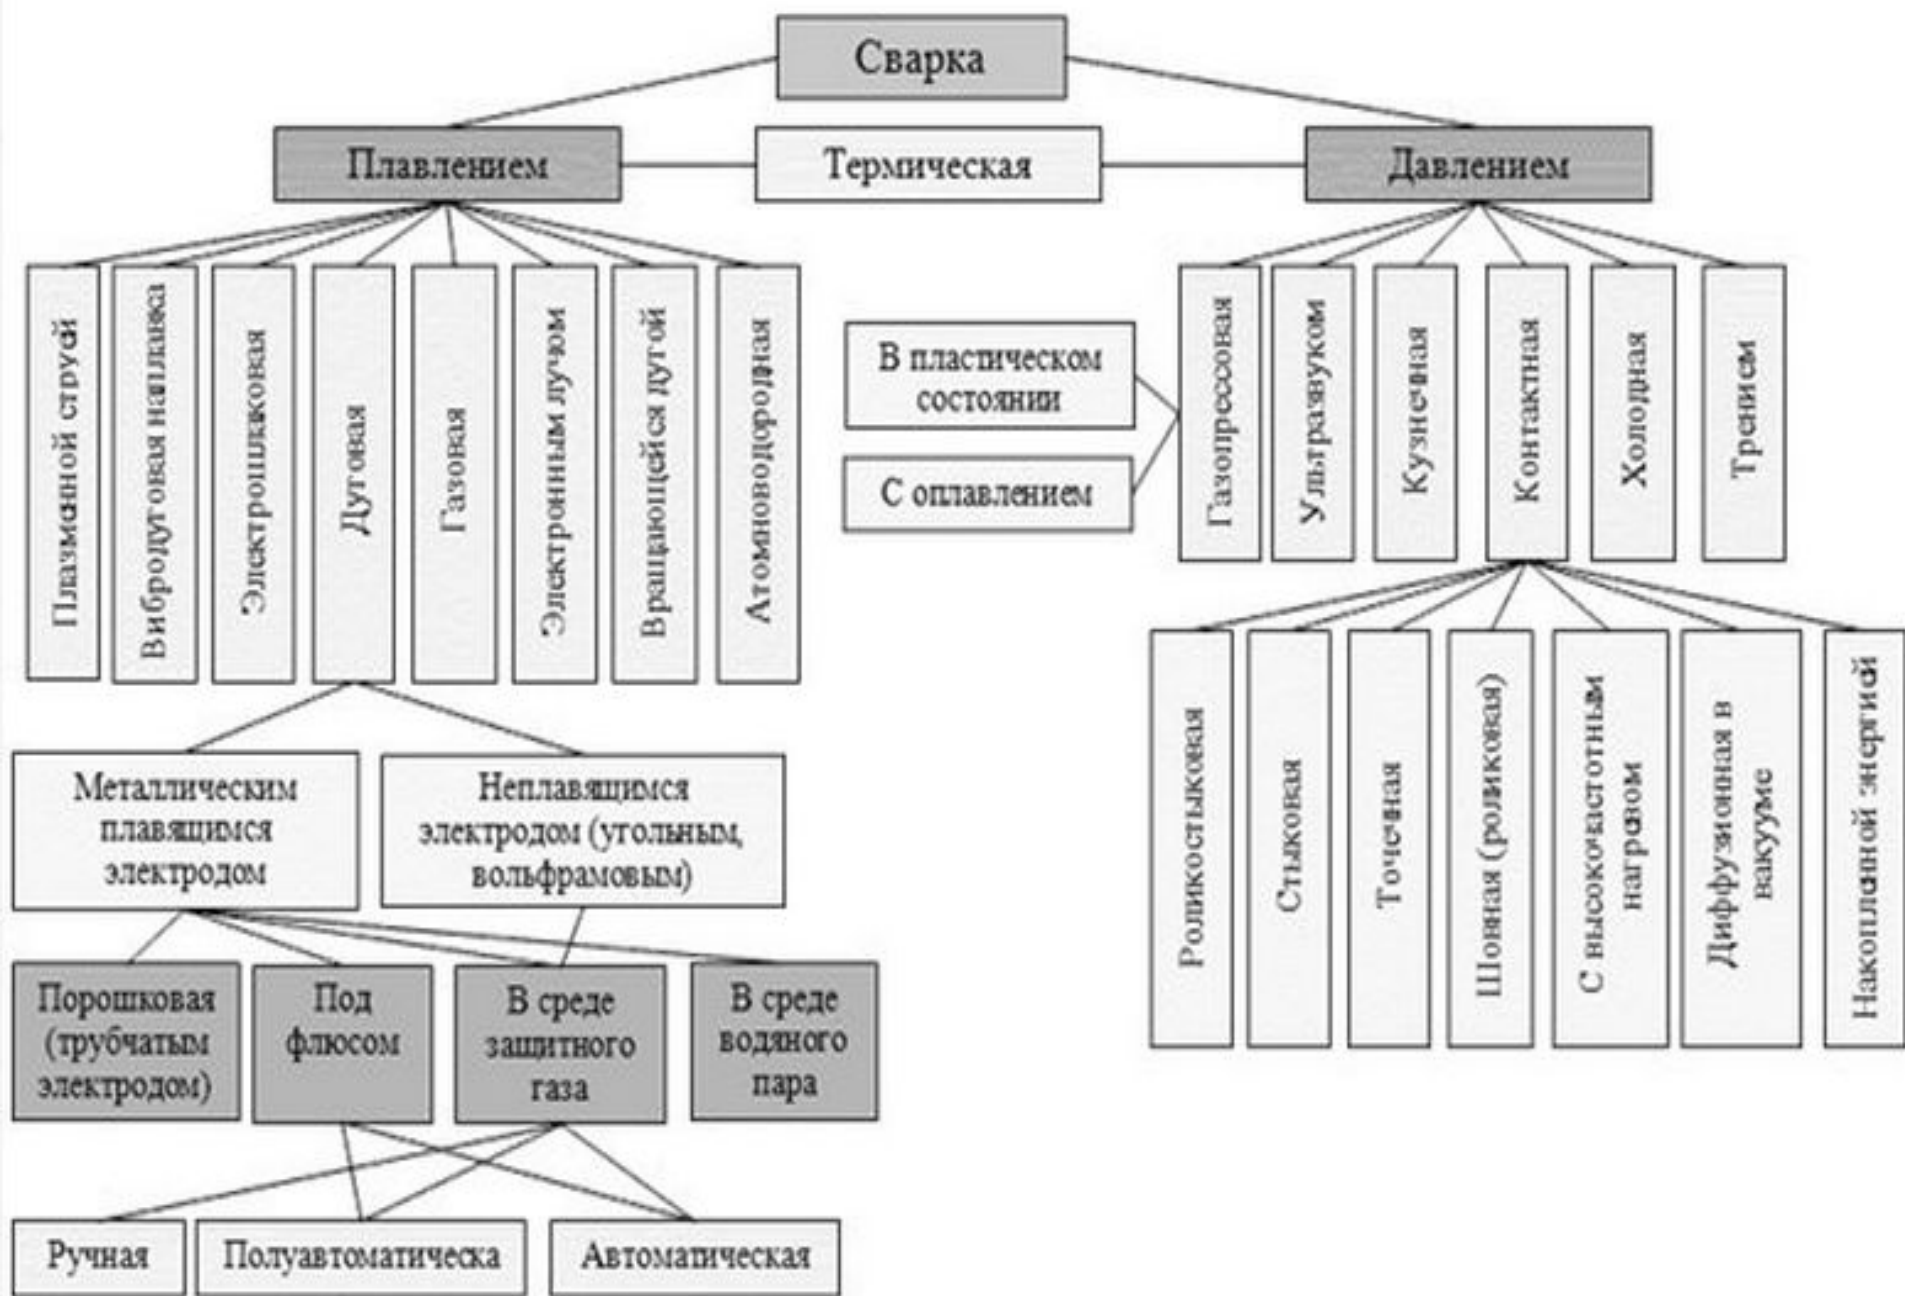 Сварка
Плавлением
Термическая
Давлением
Плазменной струей
Вибродуговая наплавка
Электрошлаковая
Дуговая
Газовая
Электронным лучом
Вращающейся дугой
Атомноводородная
В пластическом
состоянии
С оплавлением
Газопрессовая
Ультразвуком
Кузнечная
Контактная
Холодная
Трением
Металлическим
плавящимся
электродом
Неплавящимся
электродом (угольным,
вольфрамовым)
Роликостыковая
Стыковая
Точечная
Шовная (роликовая)
С высокочастотным
нагревом
Диффузионная в
вакууме
Накопленной энергией
Порошковая
(трубчатым
электродом)
Под
флюсом
В среде
защитного
газа
В среде
водяного
пара
Ручная
Полуавтоматическа
Автоматическая